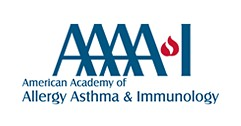 AAAAI
American Academy of
Allergy Asthma & Immunology